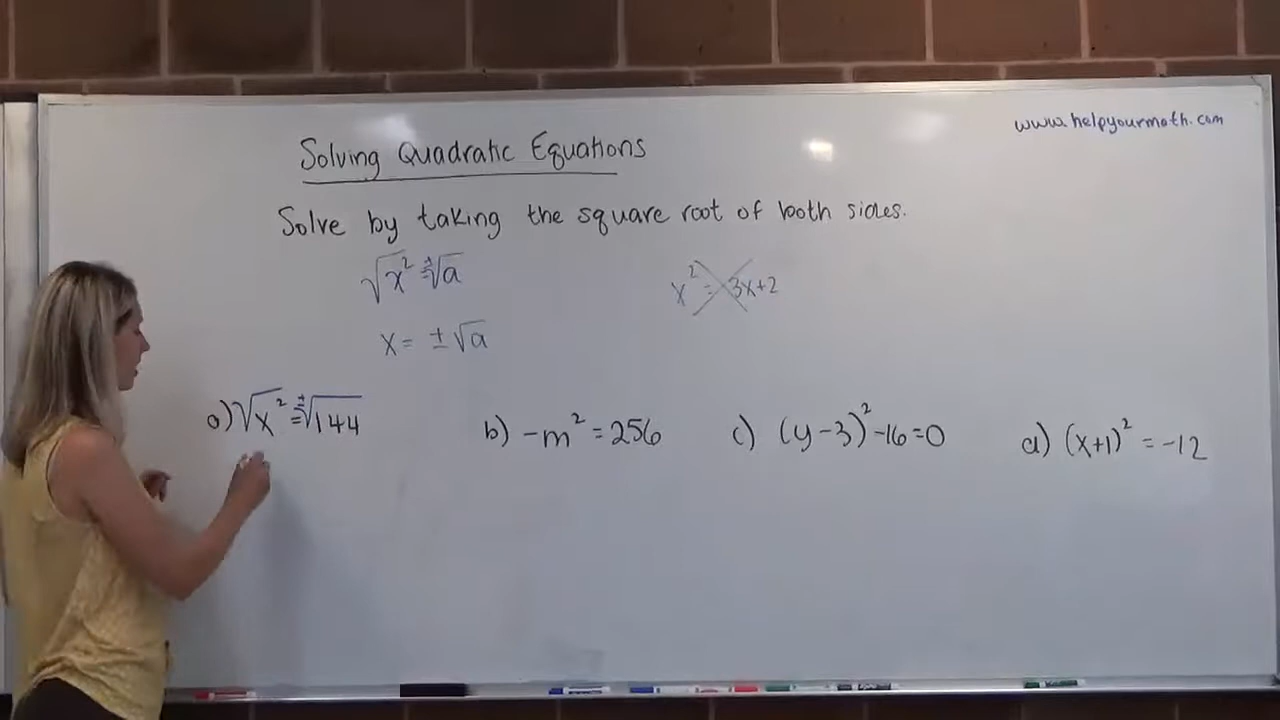 www.helpyourmath.com
Solving Quadratic Equations
Solve by taking the square root of both sides.
√x² = ±√a
x² = 3x+2
x = ±√a
a) √x² = ±√144
b) -m² = 256
c) (y-3)² -16=0
d) (x+1)² = -12